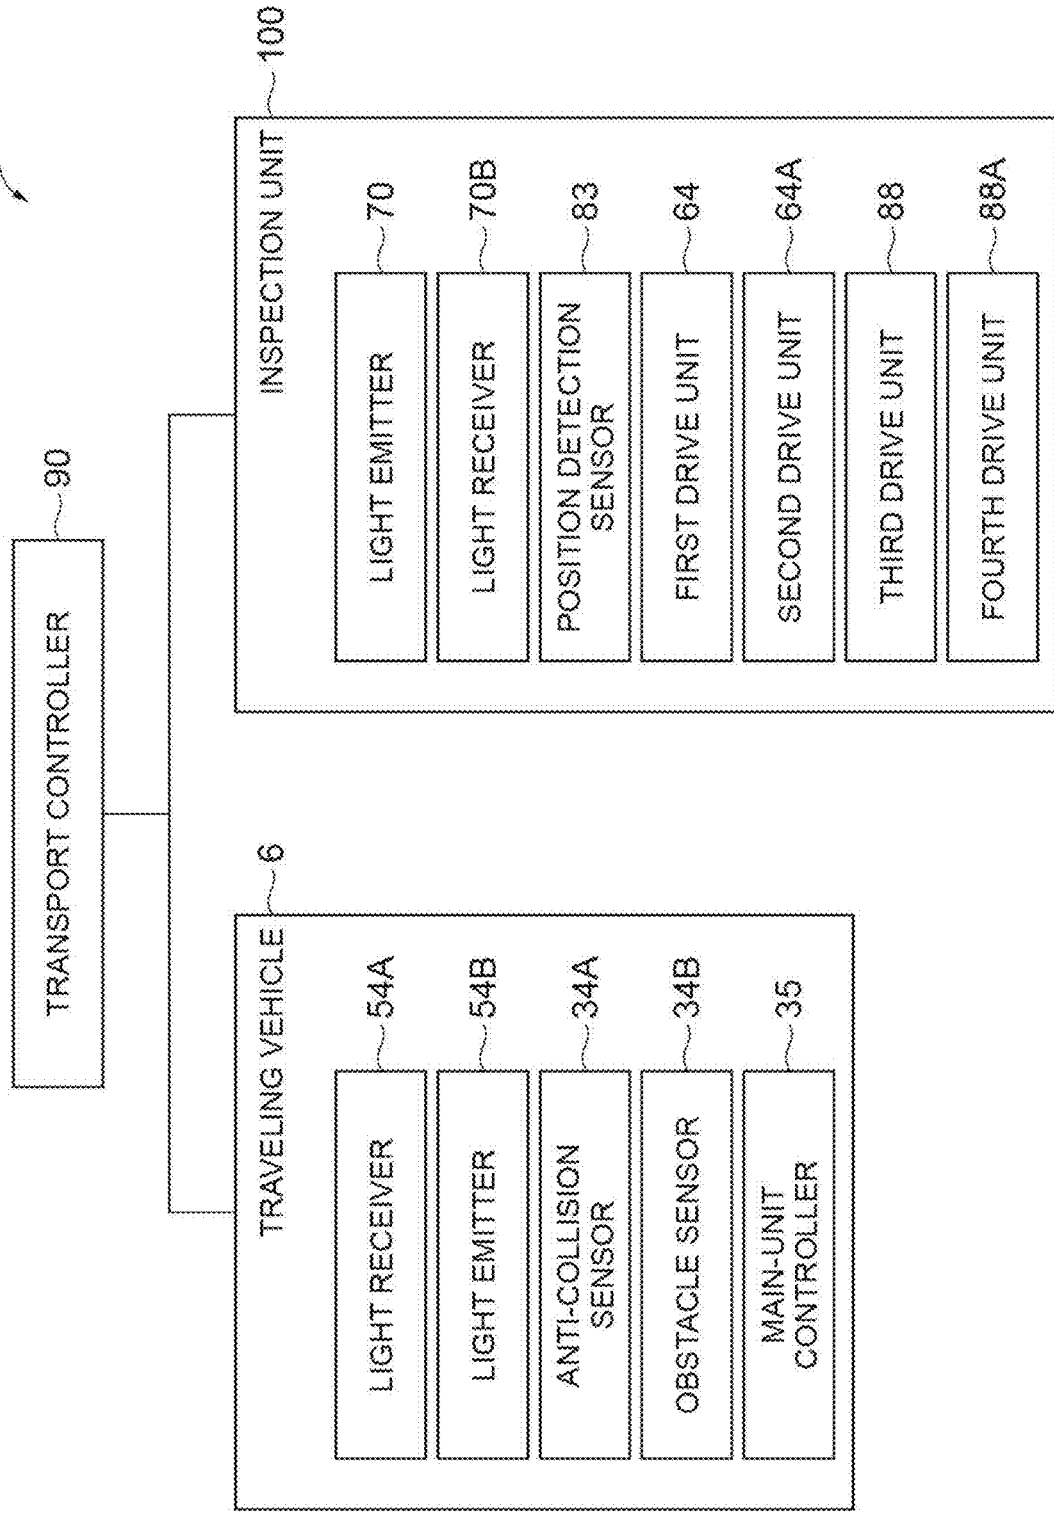 TRANSPORT CONTROLLER
90
TRAVELING VEHICLE
6
LIGHT RECEIVER
54A
LIGHT EMITTER
54B
ANTI-COLLISION
SENSOR
34A
OBSTACLE SENSOR
34B
MAIN-UNIT
CONTROLLER
35
INSPECTION UNIT
100
LIGHT EMITTER
70
LIGHT RECEIVER
70B
POSITION DETECTION
SENSOR
83
FIRST DRIVE UNIT
64
SECOND DRIVE UNIT
64A
THIRD DRIVE UNIT
88
FOURTH DRIVE UNIT
88A